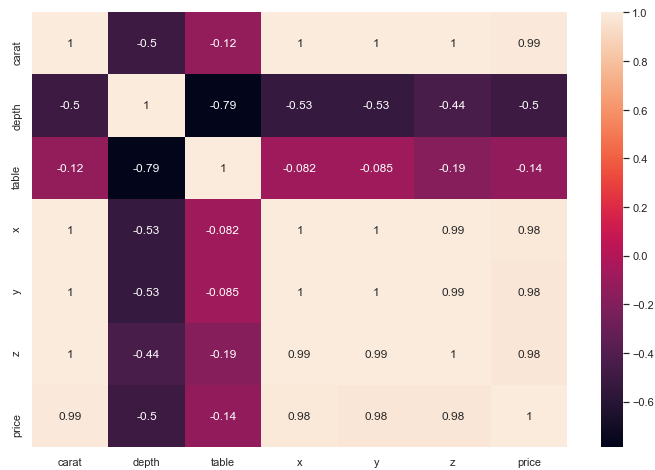 carat 1 -0.5 -0.12 1 1 1 0.99
depth -0.5 1 -0.79 -0.53 -0.53 -0.44 -0.5
table -0.12 -0.79 1 -0.082 -0.085 -0.19 -0.14
x 1 -0.53 -0.082 1 1 0.99 0.98
y 1 -0.53 -0.085 1 1 0.99 0.98
z 1 -0.44 -0.19 0.99 0.99 1 0.98
price 0.99 -0.5 -0.14 0.98 0.98 0.98 1
carat depth table x y z price
1.0
0.8
0.6
0.4
0.2
0.0
−0.2
−0.4
−0.6